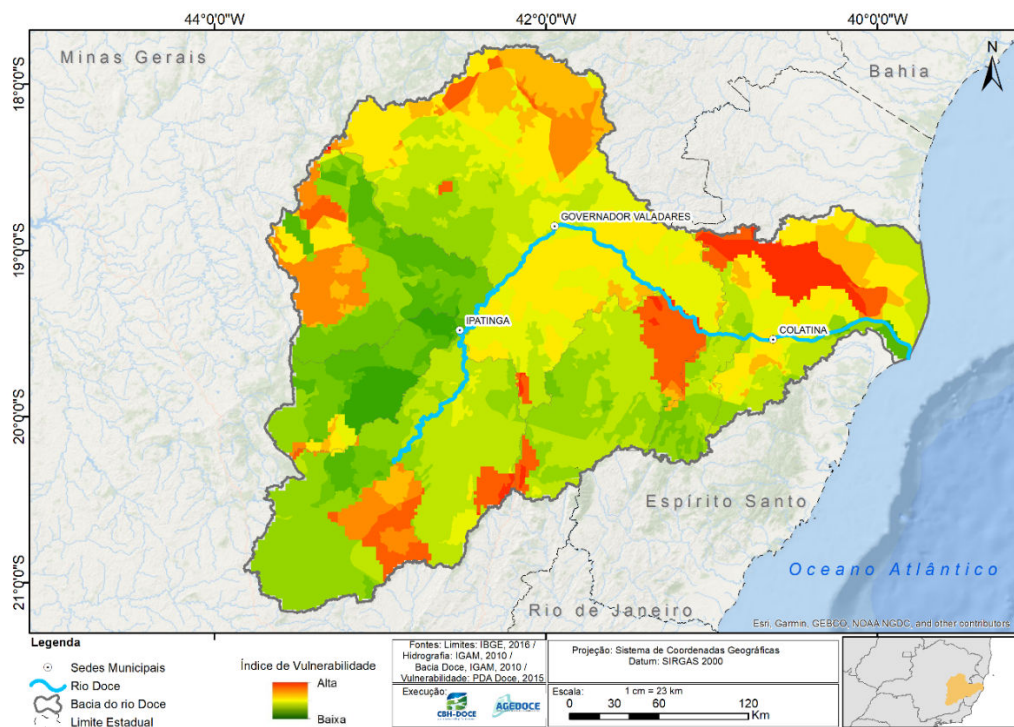 44°0'0"W
42°0'0"W
40°0'0"W
Minas Gerais
Bahia
N
18°0'0"S
GOVERNADOR VALADARES
19°0'0"S
IPATINGA
COLATINA
20°0'0"S
Espírito Santo
21°0'0"S
Oceano Atlântico
Rio de Janeiro
Esri, Garmin, GEBCO, NOAA NGDC, and other contributors
Legenda
Sedes Municipais
Rio Doce
Bacia do rio Doce
Limite Estadual
Índice de Vulnerabilidade
Alta
Baixa
Fontes: Limites: IBGE, 2016 /
Hidrografia: IGAM, 2010 /
Bacia Doce, IGAM, 2010 /
Vulnerabilidade: PDA Doce, 2015
Execução:
CBH-DOCE
AGEDOCE
Projeção: Sistema de Coordenadas Geográficas
Datum: SIRGAS 2000
Escala:
1 cm = 23 km
0 30 60 120
Km